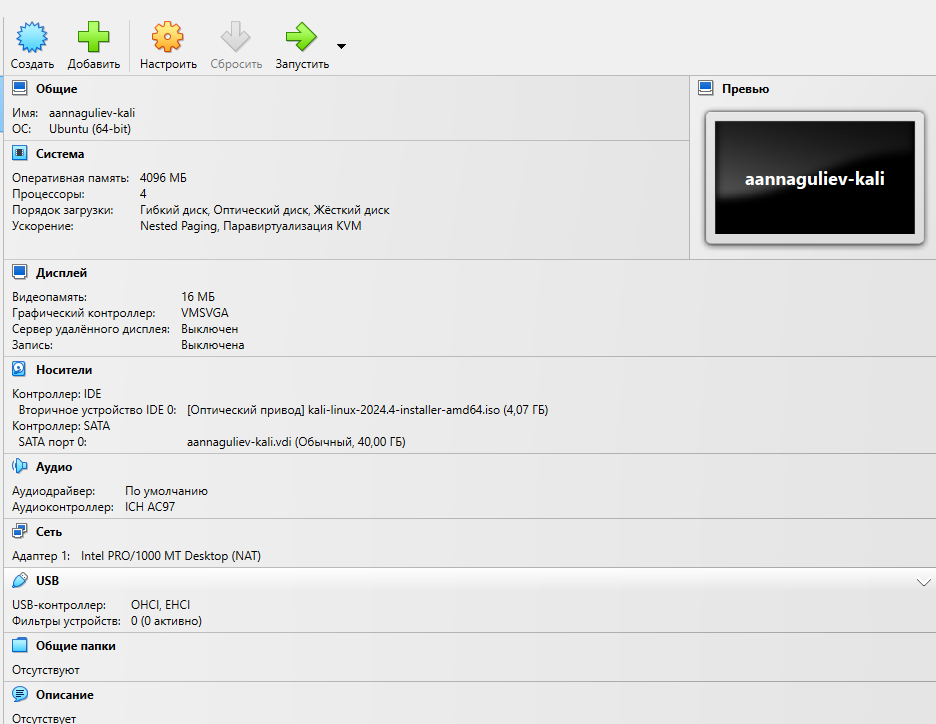 Создать Добавить Настроить Сбросить Запустить
Общие
Имя: aannaguliev-kali
ОС: Ubuntu (64-bit)
Превью
aannaguliev-kali
Система
Оперативная память: 4096 МБ
Процессоры: 4
Порядок загрузки: Гибкий диск, Оптический диск, Жёсткий диск
Ускорение: Nested Paging, Паравиртуализация KVM
Дисплей
Видеопамять: 16 МБ
Графический контроллер: VMSVGA
Сервер удалённого дисплея: Выключен
Запись: Выключена
Носители
Контроллер: IDE
Вторичное устройство IDE 0: [Оптический привод] kali-linux-2024.4-installer-amd64.iso (4,07 ГБ)
Контроллер: SATA
SATA порт 0: aannaguliev-kali.vdi (Обычный, 40,00 ГБ)
Аудио
Аудиодрайвер: По умолчанию
Аудиоконтроллер: ICH AC97
Сеть
Адаптер 1: Intel PRO/1000 MT Desktop (NAT)
USB
USB-контроллер: OHCI, EHCI
Фильтры устройств: 0 (0 активно)
Общие папки
Отсутствуют
Описание
Отсутствует